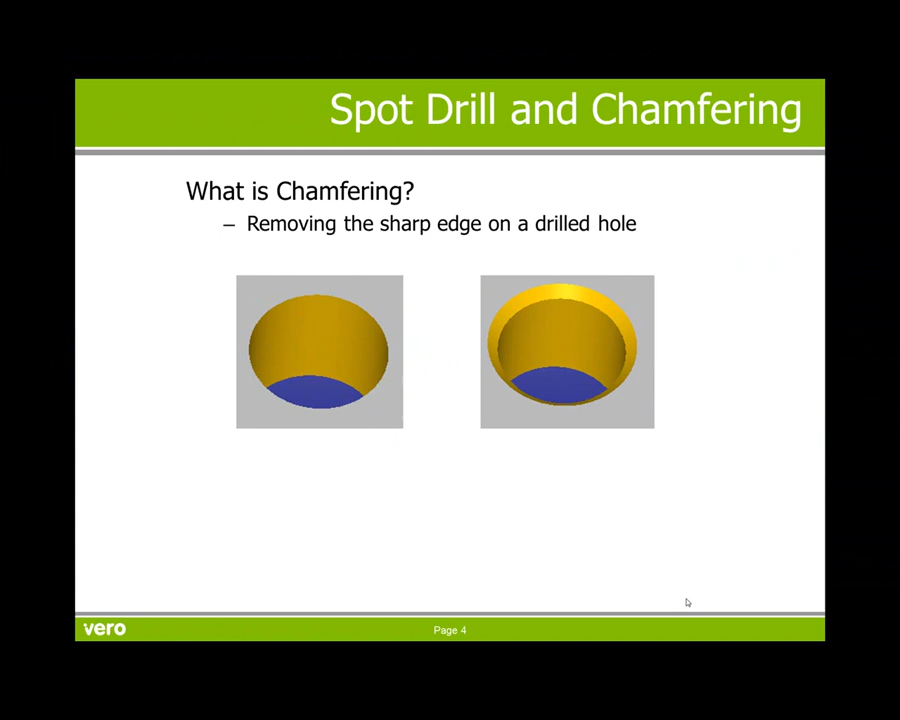 Spot Drill and Chamfering
What is Chamfering?
– Removing the sharp edge on a drilled hole
vero
Page 4